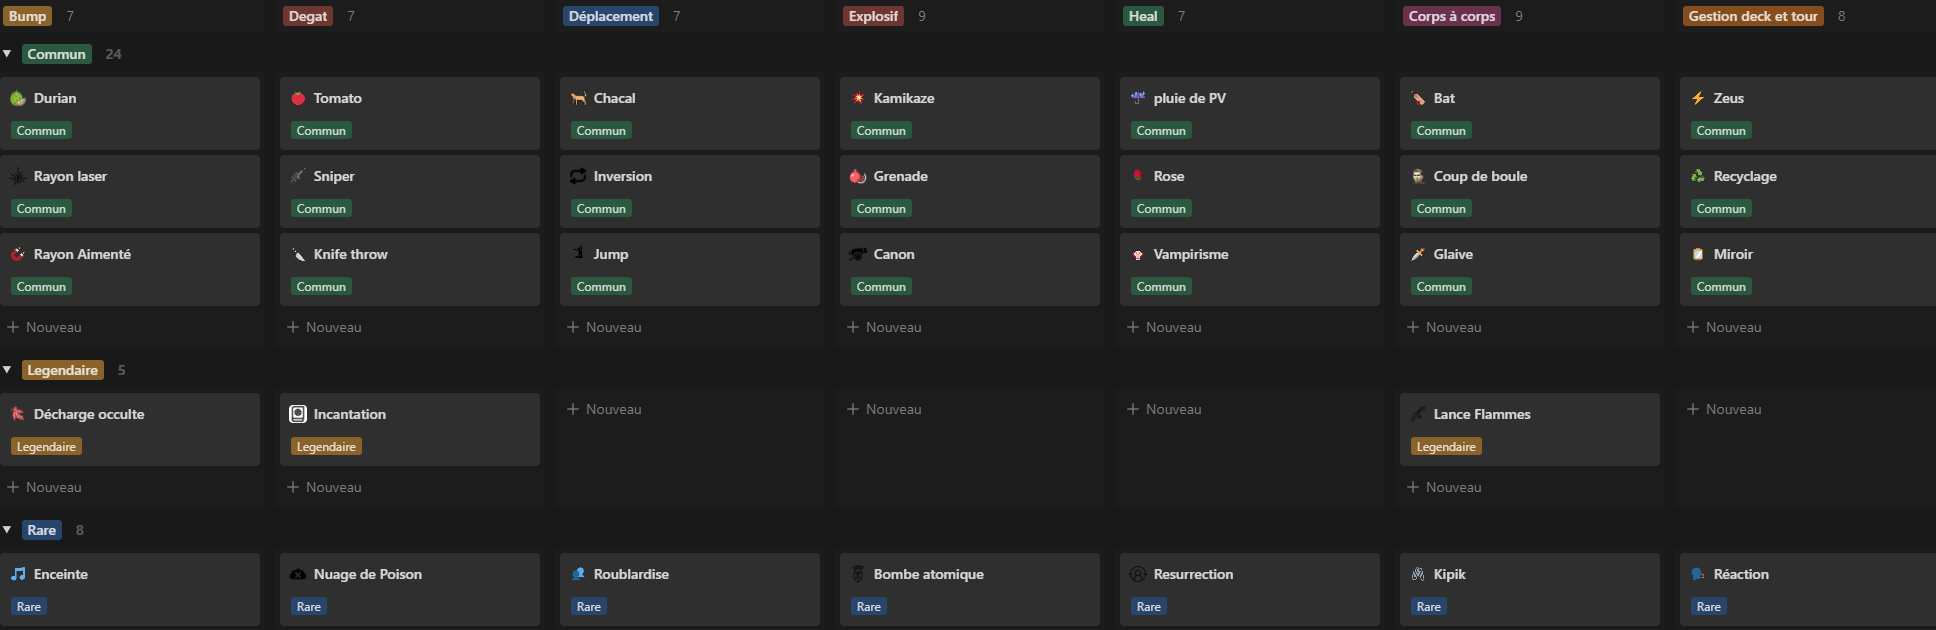 Bump 7 Degat 7 Déplacement 7 Explosif 9 Heal 7 Corps à corps 9 Gestion deck et tour 8
Commun 24
Durian Tomato Chacal Kamikaze pluie de PV Bat Zeus
Commun Commun Commun Commun Commun Commun Commun
Rayon laser Sniper Inversion Grenade Rose Coup de boule Recyclage
Commun Commun Commun Commun Commun Commun Commun
Rayon Aimenté Knife throw Jump Canon Vampirisme Glaive Miroir
Commun Commun Commun Commun Commun Commun Commun
+ Nouveau + Nouveau + Nouveau + Nouveau + Nouveau + Nouveau + Nouveau
Legendaire 5
Décharge occulte Incantation + Nouveau + Nouveau + Nouveau Lance Flammes + Nouveau
Legendaire Legendaire Legendaire
+ Nouveau + Nouveau + Nouveau
Rare 8
Enceinte Nuage de Poison Roublardise Bombe atomique Resurrection Kipik Réaction
Rare Rare Rare Rare Rare Rare Rare